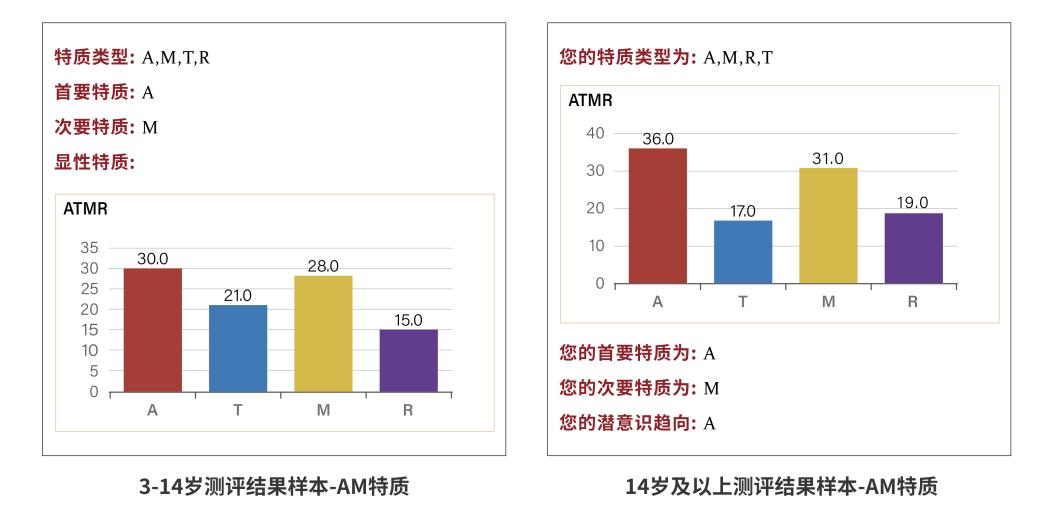 特质类型: A,M,T,R
首要特质: A
次要特质: M
显性特质:
ATMR
35
30
25
20
15
10
5
0
30.0
21.0
28.0
15.0
A T M R
3-14岁测评结果样本-AM特质
您的特质类型为: A,M,R,T
ATMR
40
30
20
10
0
36.0
17.0
31.0
19.0
A T M R
您的首要特质为: A
您的次要特质为: M
您的潜意识趋向: A
14岁及以上测评结果样本-AM特质